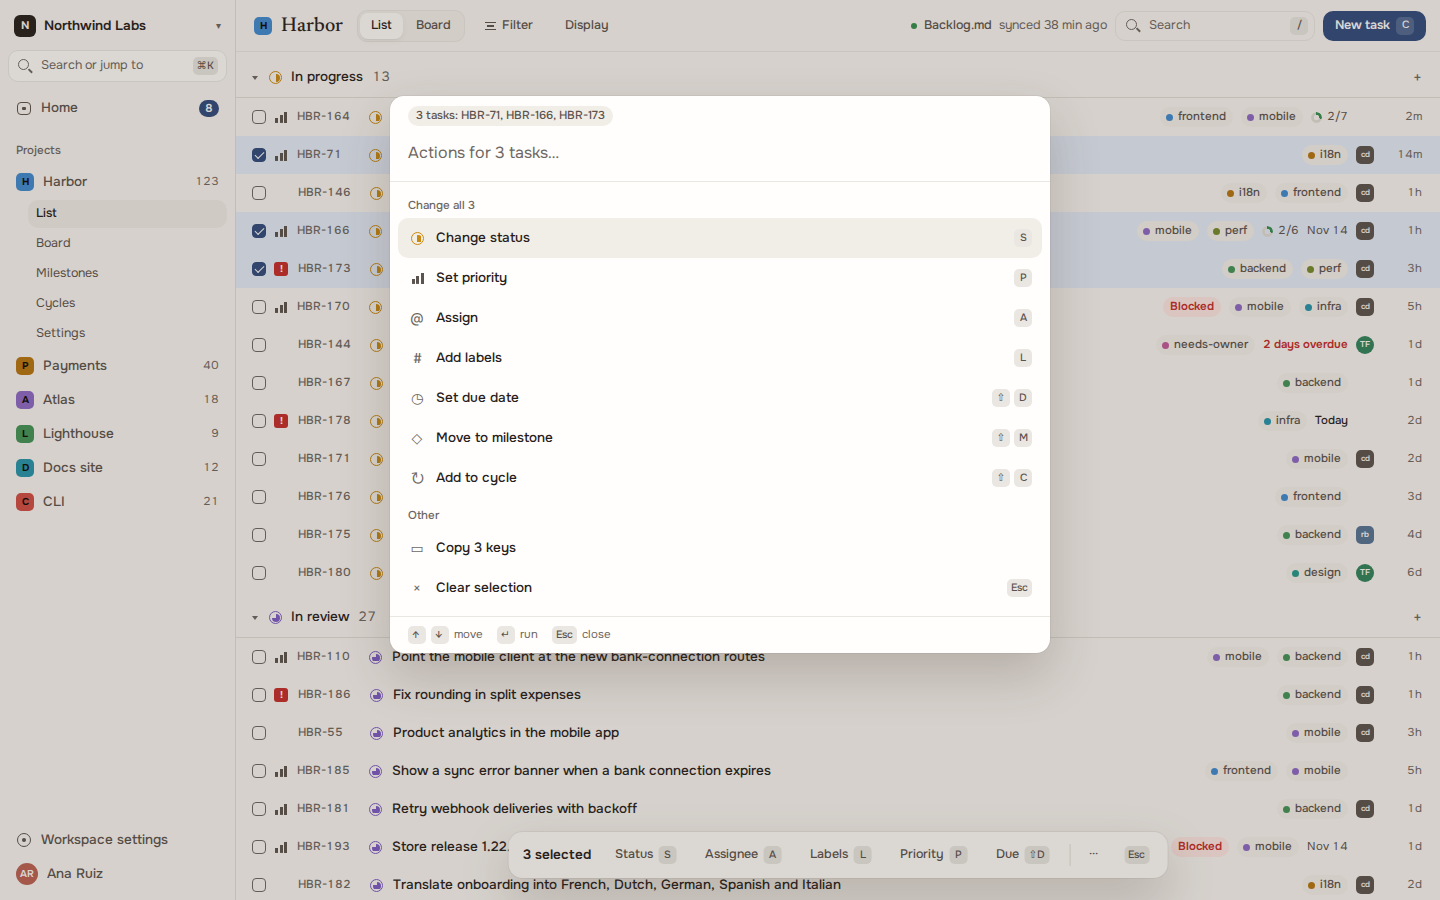 N Northwind Labs
Search or jump to ⌘K
Home 8
Projects
H Harbor 123
List
Board
Milestones
Cycles
Settings
P Payments 40
A Atlas 18
L Lighthouse 9
D Docs site 12
C CLI 21
Workspace settings
AR Ana Ruiz
H Harbor List Board Filter Display Backlog.md synced 38 min ago Search / New task C
In progress 13 +
HBR-164 frontend mobile 2/7 2m
HBR-71 i18n cd 14m
HBR-146 i18n frontend cd 1h
HBR-166 mobile perf 2/6 Nov 14 cd 1h
! HBR-173 backend perf cd 3h
HBR-170 Blocked mobile infra cd 5h
HBR-144 needs-owner 2 days overdue TF 1d
HBR-167 backend 1d
! HBR-178 infra Today 2d
HBR-171 mobile cd 2d
HBR-176 frontend 3d
HBR-175 backend rb 4d
HBR-180 design TF 6d
In review 27 +
HBR-110 Point the mobile client at the new bank-connection routes mobile backend cd 1h
! HBR-186 Fix rounding in split expenses backend cd 1h
HBR-55 Product analytics in the mobile app mobile cd 3h
HBR-185 Show a sync error banner when a bank connection expires frontend mobile 5h
HBR-181 Retry webhook deliveries with backoff backend cd 1d
HBR-193 Store release 1.22. Blocked mobile Nov 14 1d
HBR-182 Translate onboarding into French, Dutch, German, Spanish and Italian i18n cd 2d
3 tasks: HBR-71, HBR-166, HBR-173
Actions for 3 tasks...
Change all 3
Change status S
Set priority P
@ Assign A
# Add labels L
Set due date ⇧ D
Move to milestone ⇧ M
Add to cycle ⇧ C
Other
Copy 3 keys
× Clear selection Esc
↑ ↓ move ↵ run Esc close
3 selected Status S Assignee A Labels L Priority P Due ⇧D ... Esc